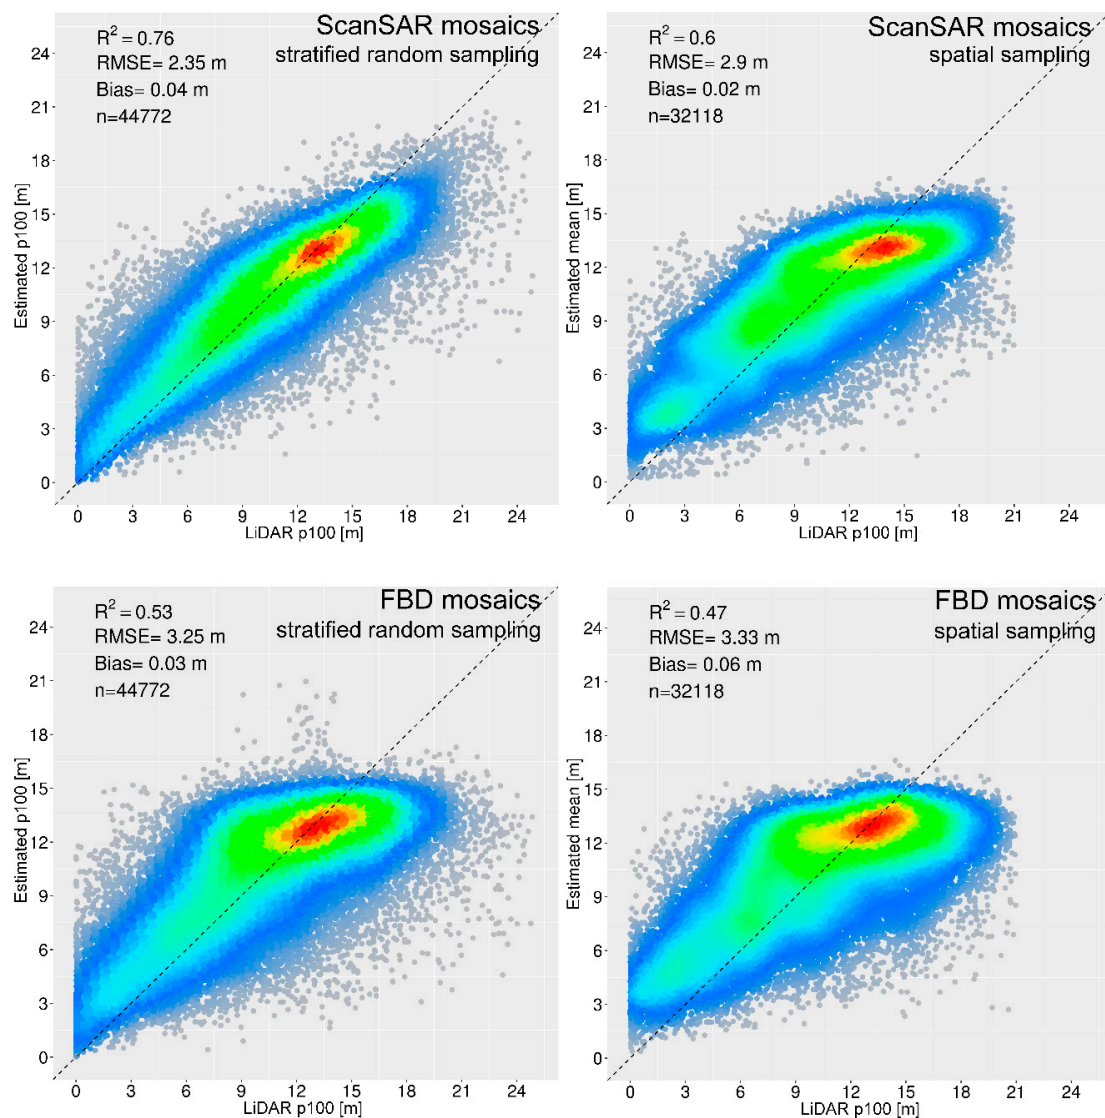 ScanSAR mosaics
stratified random sampling
R² = 0.76
RMSE= 2.35 m
Bias= 0.04 m
n=44772
Estimated p100 [m]
24
21
18
15
12
9
6
3
0
0 3 6 9 12 15 18 21 24
LiDAR p100 [m]
ScanSAR mosaics
spatial sampling
R² = 0.6
RMSE= 2.9 m
Bias= 0.02 m
n=32118
Estimated mean [m]
24
21
18
15
12
9
6
3
0
0 3 6 9 12 15 18 21 24
LiDAR p100 [m]
FBD mosaics
stratified random sampling
R² = 0.53
RMSE= 3.25 m
Bias= 0.03 m
n=44772
Estimated p100 [m]
24
21
18
15
12
9
6
3
0
0 3 6 9 12 15 18 21 24
LiDAR p100 [m]
FBD mosaics
spatial sampling
R² = 0.47
RMSE= 3.33 m
Bias= 0.06 m
n=32118
Estimated mean [m]
24
21
18
15
12
9
6
3
0
0 3 6 9 12 15 18 21 24
LiDAR p100 [m]